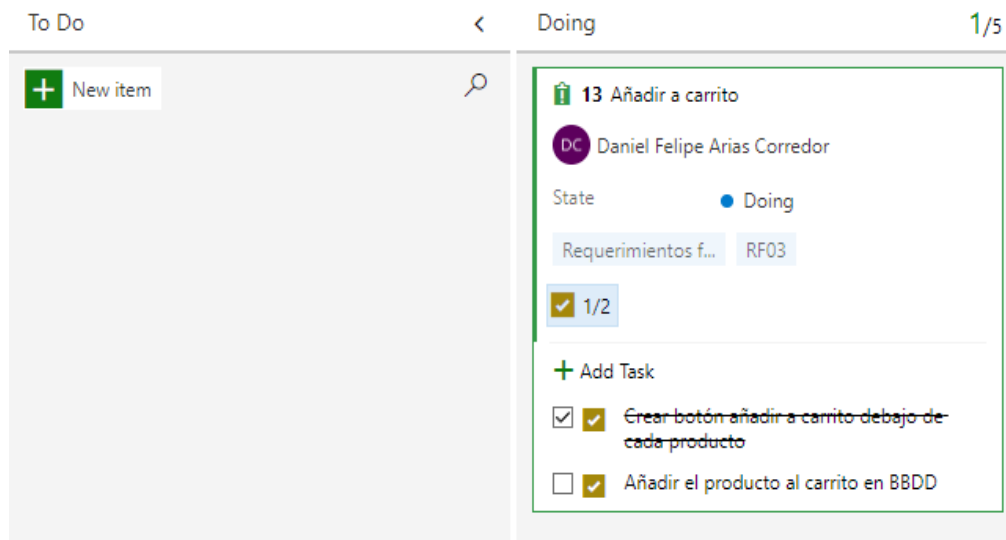 To Do
New item
Doing
1/5
13 Añadir a carrito
DC Daniel Felipe Arias Corredor
State Doing
Requerimientos f... RF03
1/2
Add Task
Crear botón añadir a carrito debajo de
cada producto
Añadir el producto al carrito en BBDD